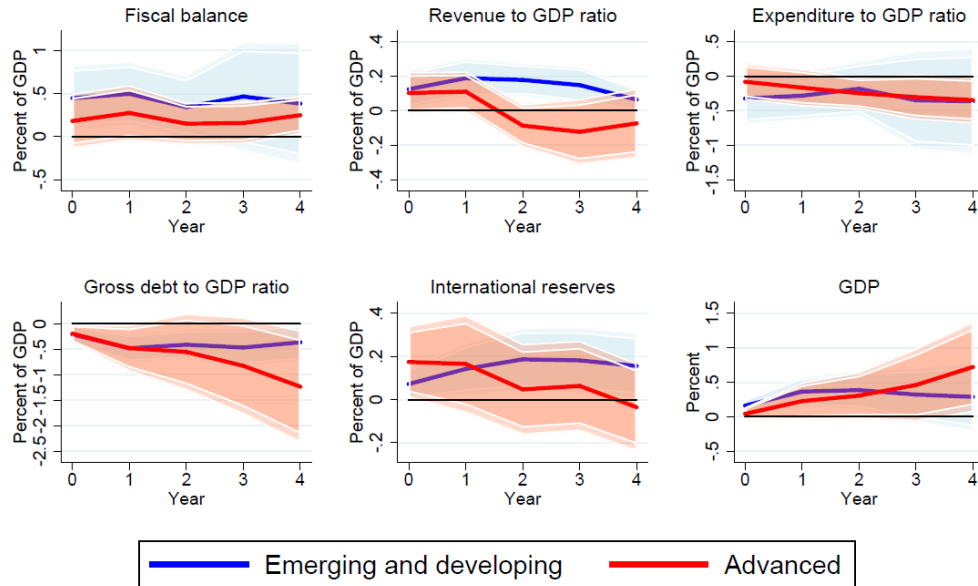 Fiscal balance
Percent of GDP
1
.5
0
-.5
0 1 2 3 4
Year
Revenue to GDP ratio
Percent of GDP
.4
.2
0
-.2
-.4
0 1 2 3 4
Year
Expenditure to GDP ratio
Percent of GDP
.5
0
-.5
-1
-1.5
0 1 2 3 4
Year
Gross debt to GDP ratio
Percent of GDP
0
-.5
-1
-1.5
-2
-2.5
0 1 2 3 4
Year
International reserves
Percent of GDP
.4
.2
0
-.2
0 1 2 3 4
Year
GDP
Percent
1.5
1
.5
0
-.5
0 1 2 3 4
Year
Emerging and developing Advanced